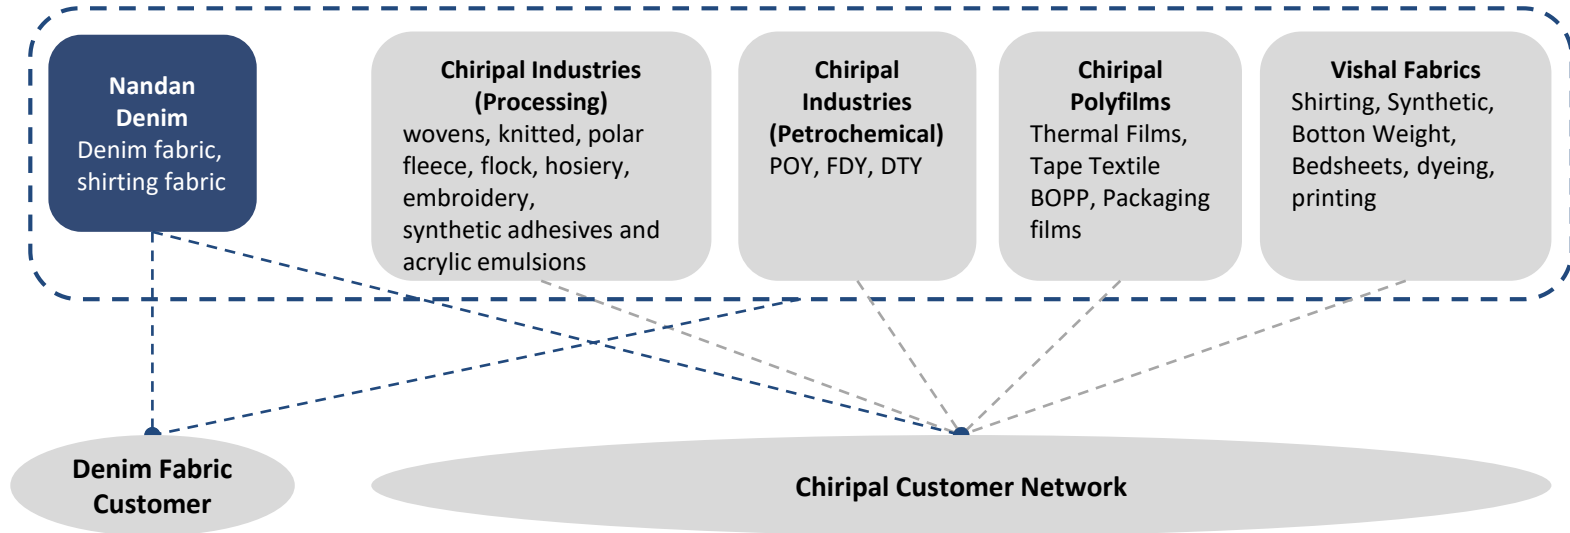 Nandan
Denim
Denim fabric,
shirting fabric
Chiripal Industries
(Processing)
wovens, knitted, polar
fleece, flock, hosiery,
embroidery,
synthetic adhesives and
acrylic emulsions
Chiripal
Industries
(Petrochemical)
POY, FDY, DTY
Chiripal
Polyfilms
Thermal Films,
Tape Textile
BOPP, Packaging
films
Vishal Fabrics
Shirting, Synthetic,
Botton Weight,
Bedsheets, dyeing,
printing
Denim Fabric
Customer
Chiripal Customer Network